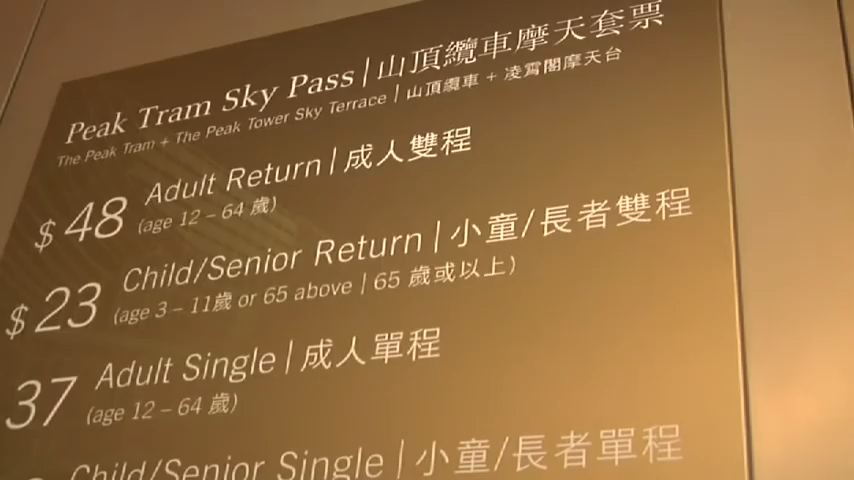 Peak Tram Sky Pass | 山頂纜車摩天套票
The Peak Tram + The Peak Tower Sky Terrace | 山頂纜車 + 凌霄閣摩天台
$ 48 Adult Return | 成人雙程
(age 12 – 64 歲)
$ 23 Child/Senior Return | 小童/長者雙程
(age 3 – 11歲 or 65 above | 65 歲或以上)
37 Adult Single | 成人單程
(age 12 – 64 歲)
Child/Senior Single | 小童/長者單程